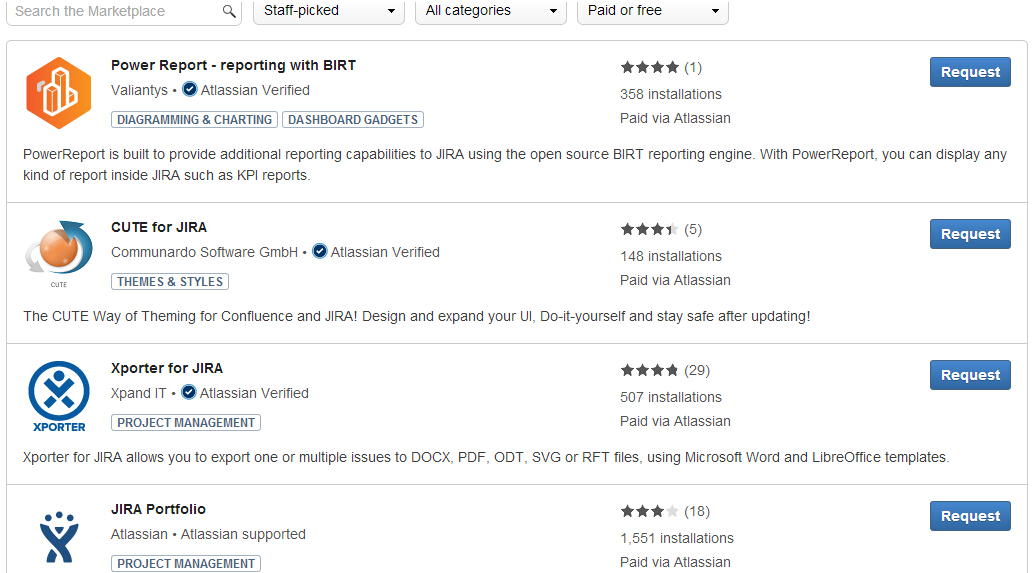 Search the Marketplace
Staff-picked
All categories
Paid or free
Power Report - reporting with BIRT
(1)
Request
Valiantys • Atlassian Verified
358 installations
DIAGRAMMING & CHARTING DASHBOARD GADGETS
Paid via Atlassian
PowerReport is built to provide additional reporting capabilities to JIRA using the open source BIRT reporting engine. With PowerReport, you can display any
kind of report inside JIRA such as KPI reports.
CUTE for JIRA
(5)
Request
Communardo Software GmbH • Atlassian Verified
148 installations
CUTE
THEMES & STYLES
Paid via Atlassian
The CUTE Way of Theming for Confluence and JIRA! Design and expand your UI, Do-it-yourself and stay safe after updating!
Xporter for JIRA
(29)
Request
Xpand IT • Atlassian Verified
507 installations
XPORTER
PROJECT MANAGEMENT
Paid via Atlassian
Xporter for JIRA allows you to export one or multiple issues to DOCX, PDF, ODT, SVG or RFT files, using Microsoft Word and LibreOffice templates.
JIRA Portfolio
(18)
Request
Atlassian • Atlassian supported
1,551 installations
PROJECT MANAGEMENT
Paid via Atlassian